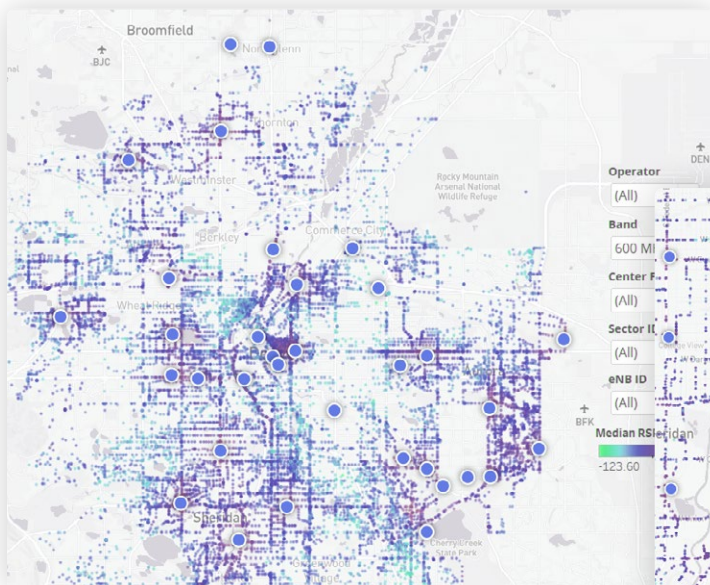 Broomfield
BJC
Thornton
Westminster
DEN
Rocky Mountain
Arsenal National
Wildlife Refuge
Operator
(All)
Band
600 M
Commerce City
Berkley
Center F
(All)
Wheat Ridge
Sector ID
(All)
eNB ID
(All)
BFK
Median RS
-123.60
Sheridan
Cherry Creek
State Park
Greenwood
Village